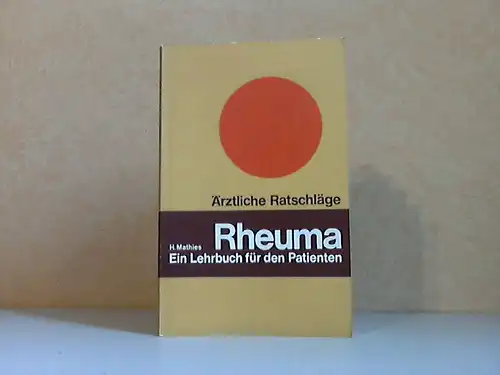 Ärztliche Ratschläge
H. Mathies Rheuma
Ein Lehrbuch für den Patienten